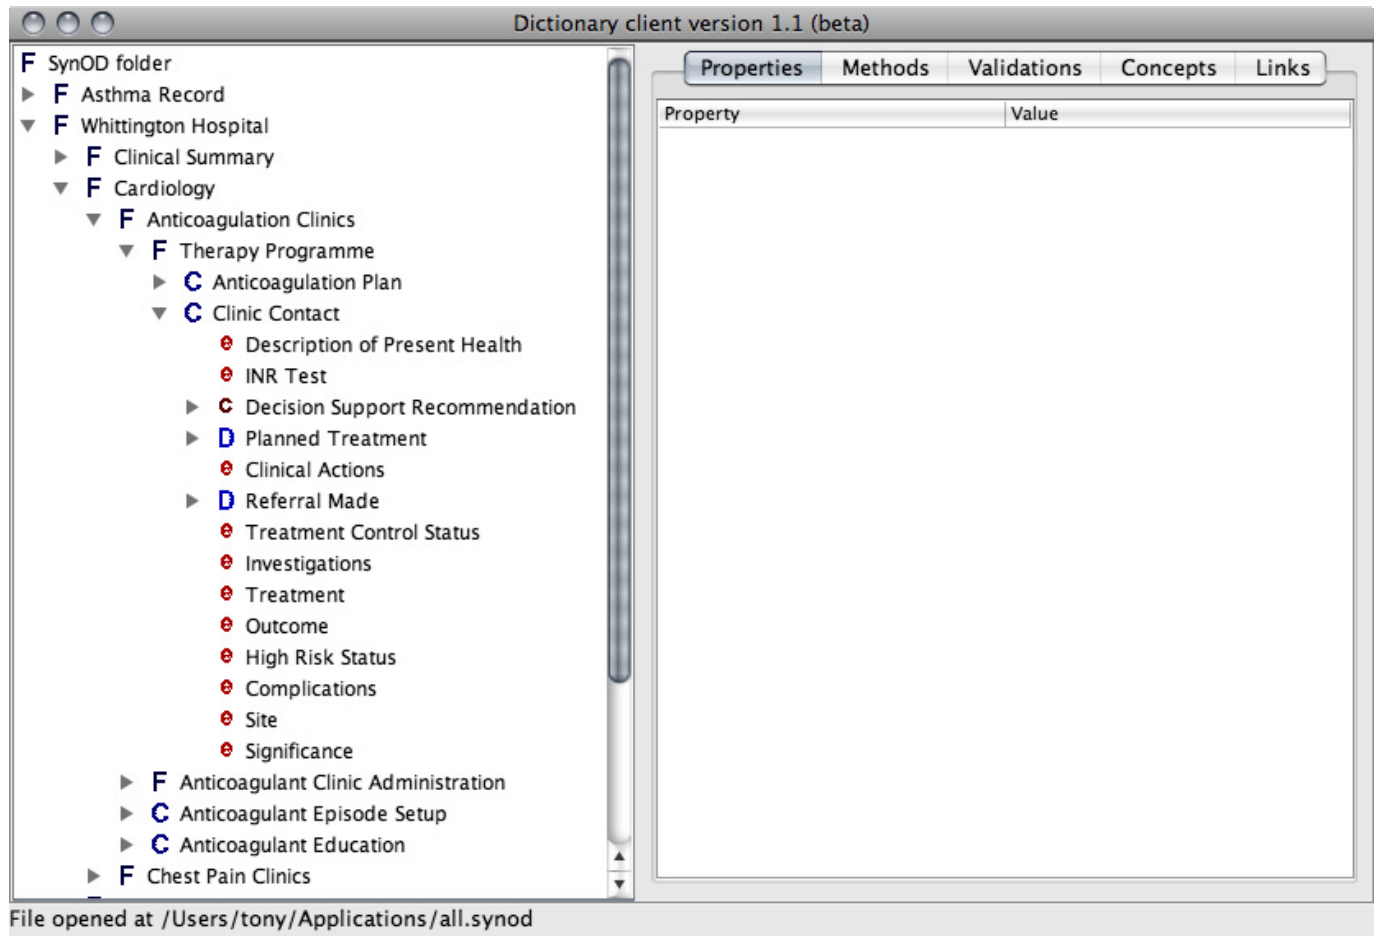 Dictionary client version 1.1 (beta)
F SynOD folder
F Asthma Record
F Whittington Hospital
F Clinical Summary
F Cardiology
F Anticoagulation Clinics
F Therapy Programme
C Anticoagulation Plan
C Clinic Contact
e Description of Present Health
e INR Test
c Decision Support Recommendation
D Planned Treatment
e Clinical Actions
D Referral Made
e Treatment Control Status
e Investigations
e Treatment
e Outcome
e High Risk Status
e Complications
e Site
e Significance
F Anticoagulant Clinic Administration
C Anticoagulant Episode Setup
C Anticoagulant Education
F Chest Pain Clinics
Properties Methods Validations Concepts Links
Property Value
File opened at /Users/tony/Applications/all.synod